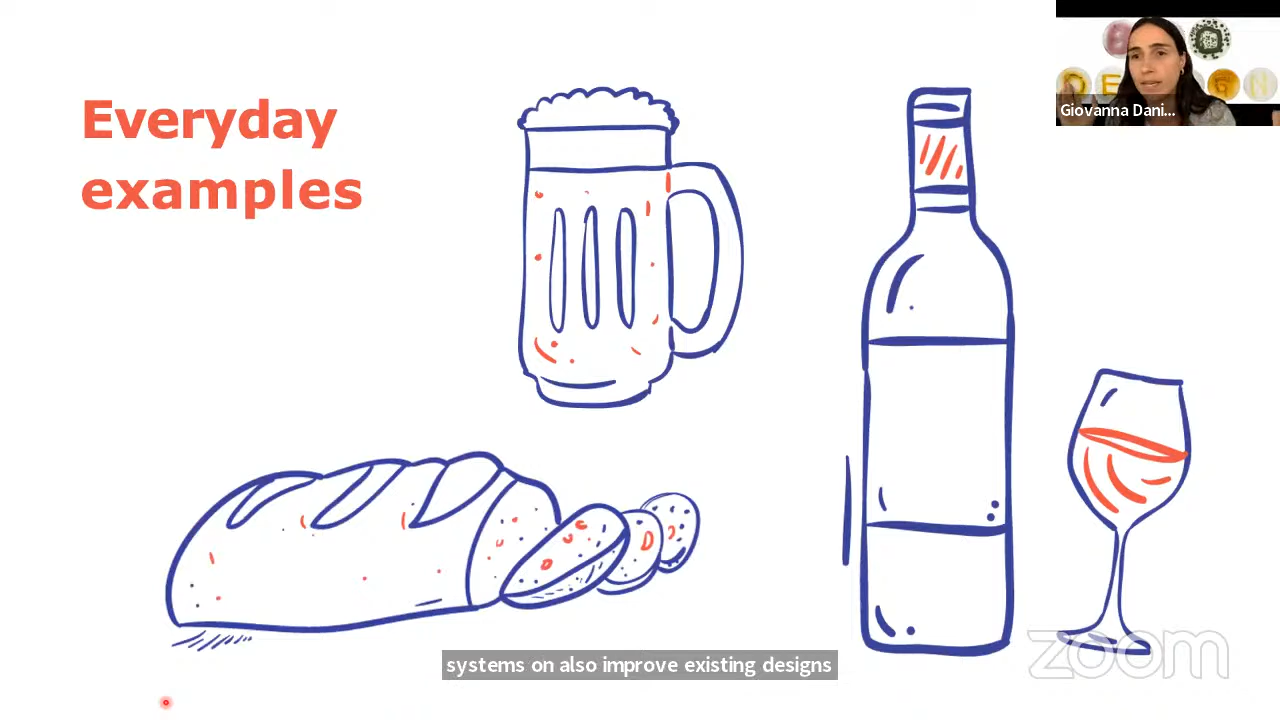 Everyday
examples
Giovanna Dani...
systems on also improve existing designs
zoom